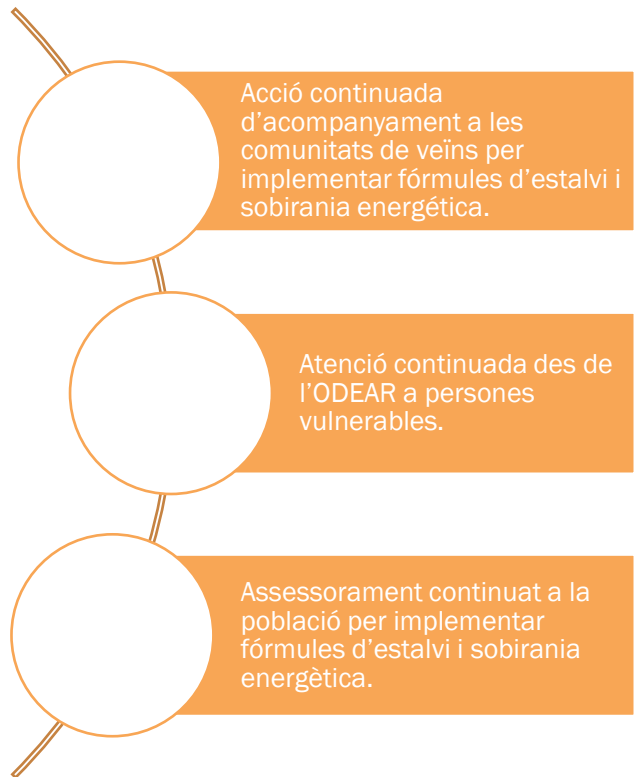 Acció continuada
d’acompanyament a les
comunitats de veïns per
implementar fórmules d’estalvi i
sobirania energética.
Atenció continuada des de
l’ODEAR a persones
vulnerables.
Assessorament continuat a la
població per implementar
fórmules d’estalvi i sobirania
energètica.